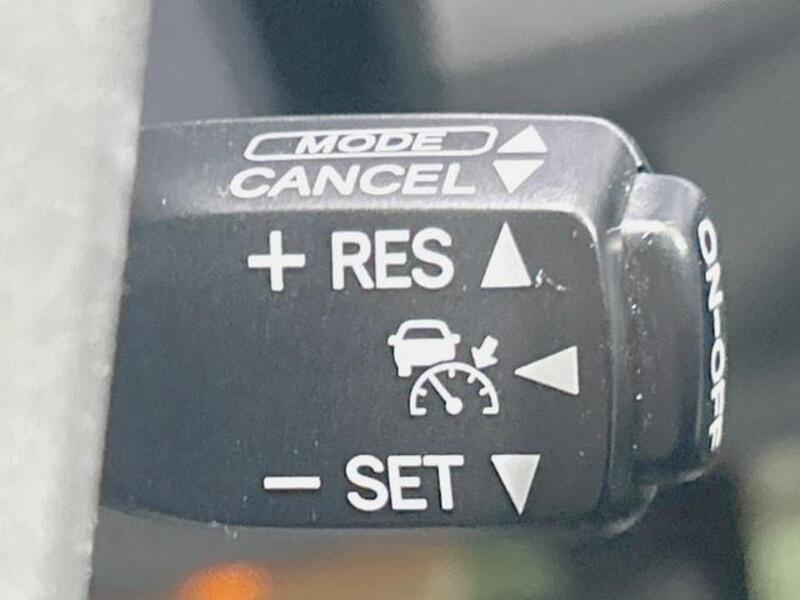 MODE
CANCEL
+ RES
- SET
ON-OFF